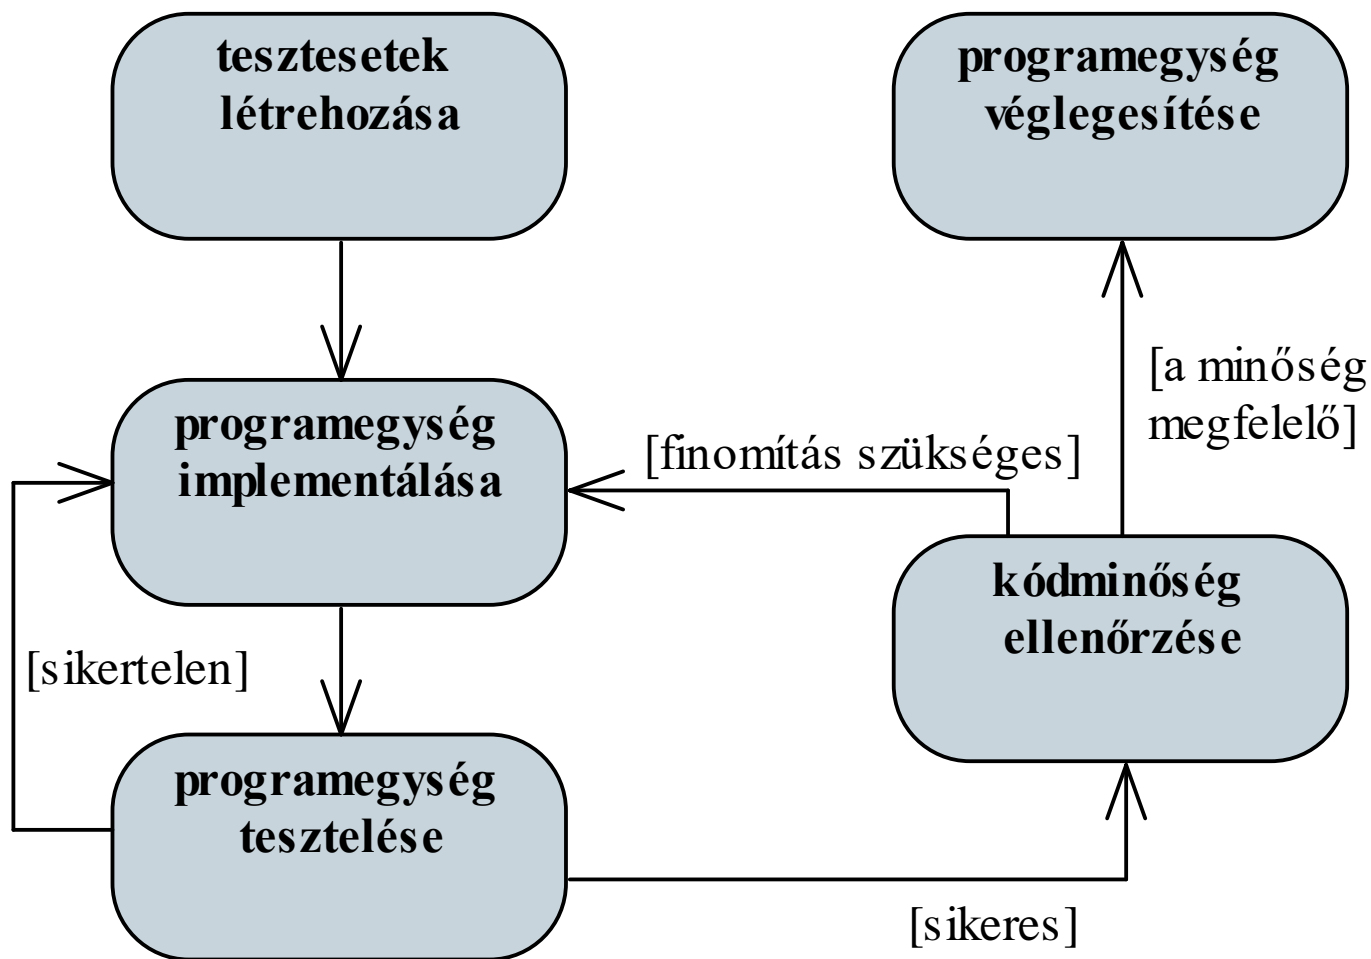 tesztesetek
létrehozása
programegység
véglegesítése
[a minőség
megfelelő]
programegység
implementálása
[finomítás szükséges]
kódminőség
ellenőrzése
[sikertelen]
programegység
tesztelése
[sikeres]